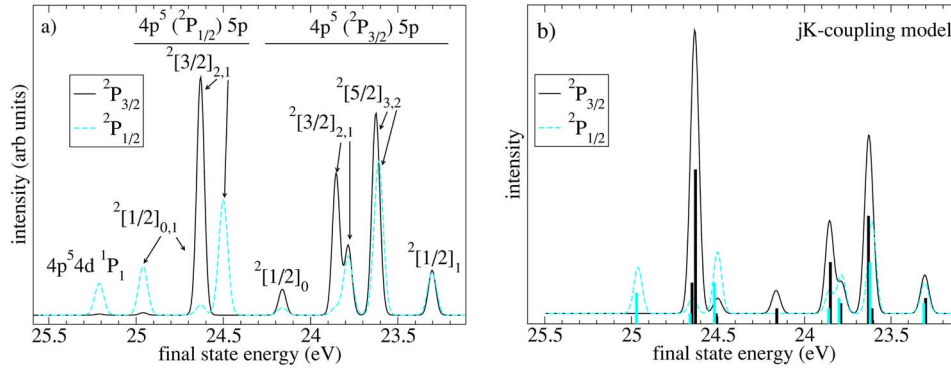 a)
4p⁵ (²P₁/₂) 5p
4p⁵ (²P₃/₂) 5p
²[3/2]₂,₁
²P₃/₂
²P₁/₂
²[5/2]₃,₂
²[3/2]₂,₁
²[1/2]₀,₁
4p⁵4d ¹P₁
²[1/2]₀
²[1/2]₁
intensity (arb units)
25.5 25 24.5 24 23.5
final state energy (eV)
b)
jK-coupling model
²P₃/₂
²P₁/₂
intensity
25.5 25 24.5 24 23.5
final state energy (eV)